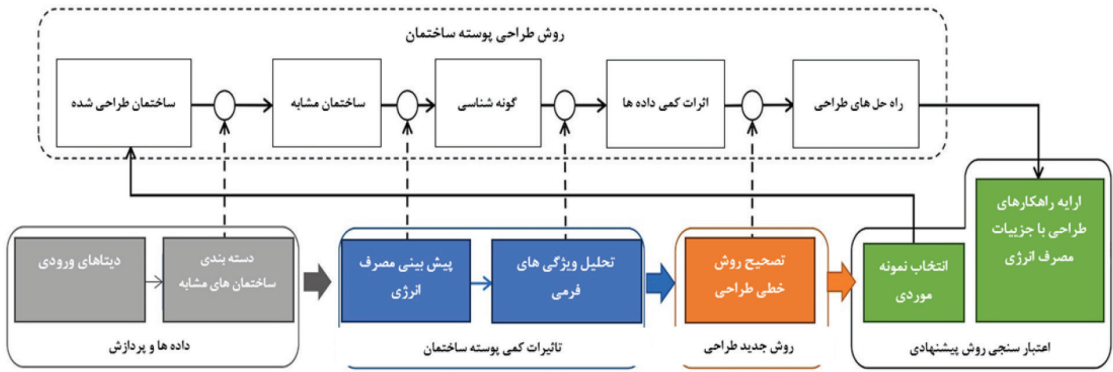 روش طراحی پوسته ساختمان
ساختمان طراحی شده
ساختمان مشابه
گونه شناسی
اثرات کمی داده ها
راه حل های طراحی
دیتاهای ورودی
دسته بندی
ساختمان های مشابه
پیش بینی مصرف
انرژی
تحلیل ویژگی های
فرمی
تصحیح روش
خطی طراحی
انتخاب نمونه
موردی
ارایه راهکارهای
طراحی با جزییات
مصرف انرژی
داده ها و پردازش
تاثیرات کمی پوسته ساختمان
روش جدید طراحی
اعتبار سنجی روش پیشنهادی